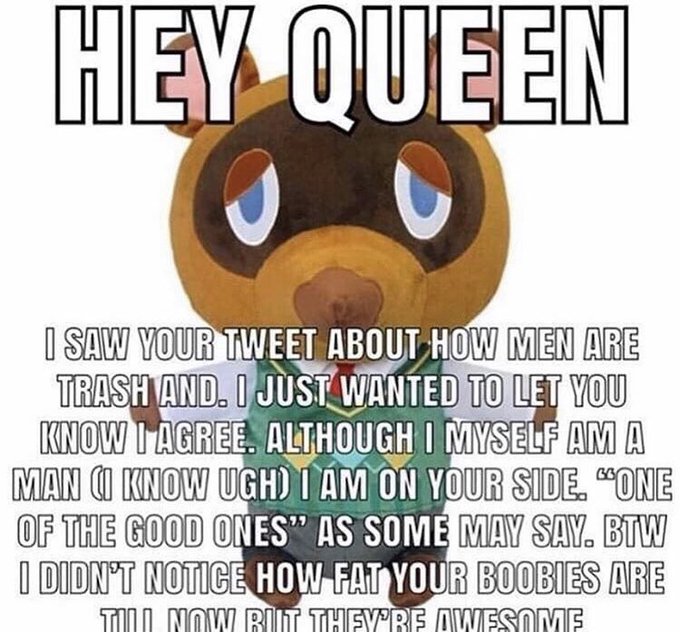 HEY QUEEN
I SAW YOUR TWEET ABOUT HOW MEN ARE
TRASH AND. I JUST WANTED TO LET YOU
KNOW I AGREE. ALTHOUGH I MYSELF AM A
MAN (I KNOW UGH) I AM ON YOUR SIDE. “ONE
OF THE GOOD ONES” AS SOME MAY SAY. BTW
I DIDN’T NOTICE HOW FAT YOUR BOOBIES ARE
TILL NOW BUT THEY’RE AWESOME